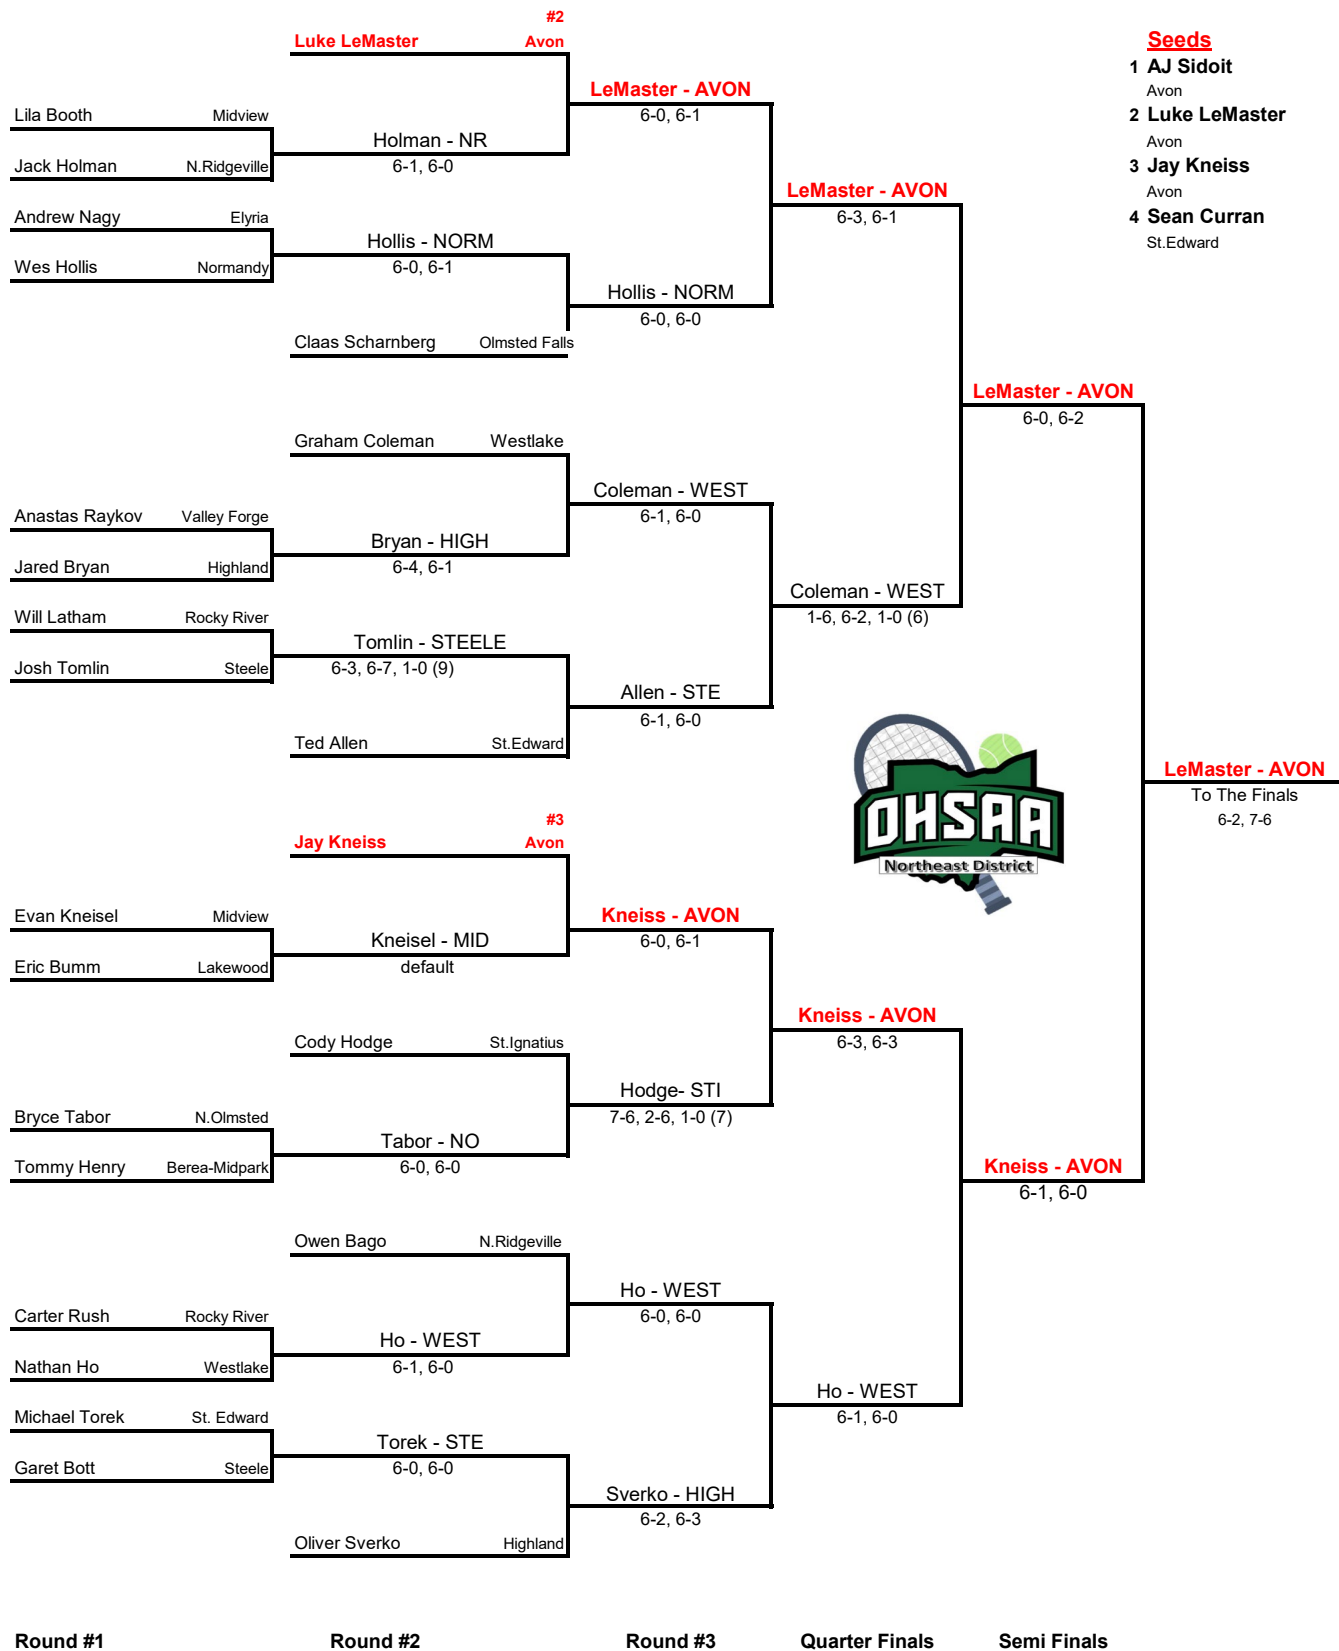 #2
Luke LeMaster Avon
Seeds
1 AJ Sidoit
Avon
LeMaster - AVON
6-0, 6-1
2 Luke LeMaster
Avon
Lila Booth Midview
Holman - NR
6-1, 6-0
Jack Holman N.Ridgeville
3 Jay Kneiss
Avon
LeMaster - AVON
6-3, 6-1
4 Sean Curran
St.Edward
Andrew Nagy Elyria
Hollis - NORM
6-0, 6-1
Wes Hollis Normandy
Hollis - NORM
6-0, 6-0
Claas Scharnberg Olmsted Falls
LeMaster - AVON
6-0, 6-2
Graham Coleman Westlake
Coleman - WEST
6-1, 6-0
Anastas Raykov Valley Forge
Bryan - HIGH
6-4, 6-1
Jared Bryan Highland
Coleman - WEST
1-6, 6-2, 1-0 (6)
Will Latham Rocky River
Tomlin - STEELE
6-3, 6-7, 1-0 (9)
Josh Tomlin Steele
Allen - STE
6-1, 6-0
Ted Allen St.Edward
OHSAA
Northeast District
LeMaster - AVON
To The Finals
6-2, 7-6
#3
Jay Kneiss Avon
Kneiss - AVON
6-0, 6-1
Evan Kneisel Midview
Kneisel - MID
default
Eric Bumm Lakewood
Kneiss - AVON
6-3, 6-3
Cody Hodge St.Ignatius
Hodge- STI
7-6, 2-6, 1-0 (7)
Bryce Tabor N.Olmsted
Tabor - NO
6-0, 6-0
Tommy Henry Berea-Midpark
Kneiss - AVON
6-1, 6-0
Owen Bago N.Ridgeville
Ho - WEST
6-0, 6-0
Carter Rush Rocky River
Ho - WEST
6-1, 6-0
Nathan Ho Westlake
Ho - WEST
6-1, 6-0
Michael Torek St. Edward
Torek - STE
6-0, 6-0
Garet Bott Steele
Sverko - HIGH
6-2, 6-3
Oliver Sverko Highland
Round #1 Round #2 Round #3 Quarter Finals Semi Finals